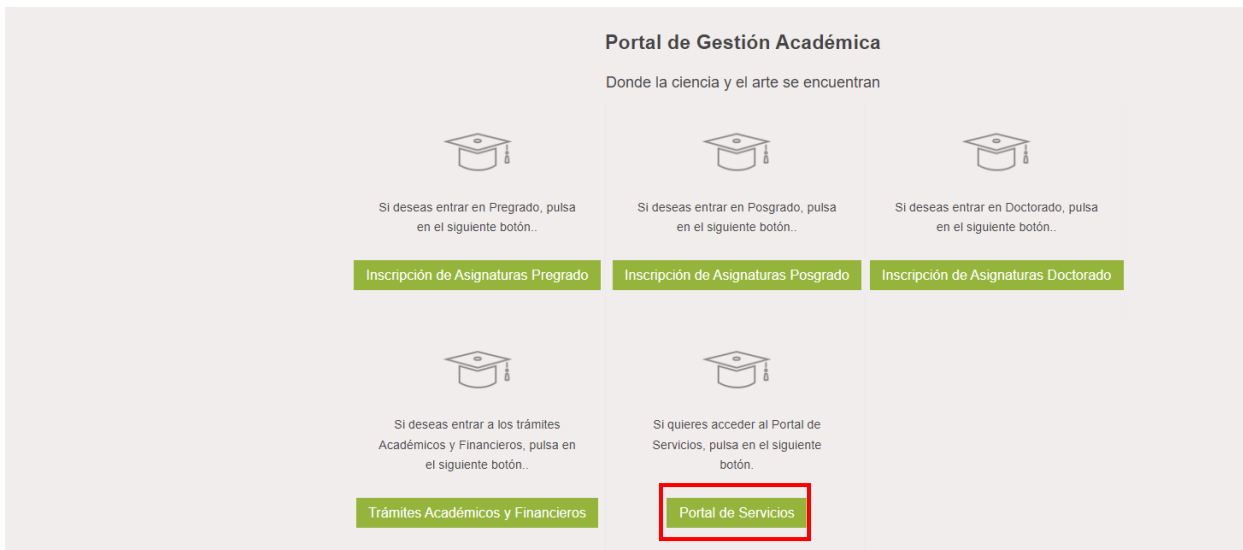 Portal de Gestión Académica
Donde la ciencia y el arte se encuentran
Si deseas entrar en Pregrado, pulsa
en el siguiente botón..
Inscripción de Asignaturas Pregrado
Si deseas entrar en Posgrado, pulsa
en el siguiente botón..
Inscripción de Asignaturas Posgrado
Si deseas entrar en Doctorado, pulsa
en el siguiente botón..
Inscripción de Asignaturas Doctorado
Si deseas entrar a los trámites
Académicos y Financieros, pulsa en
el siguiente botón..
Trámites Académicos y Financieros
Si quieres acceder al Portal de
Servicios, pulsa en el siguiente
botón.
Portal de Servicios